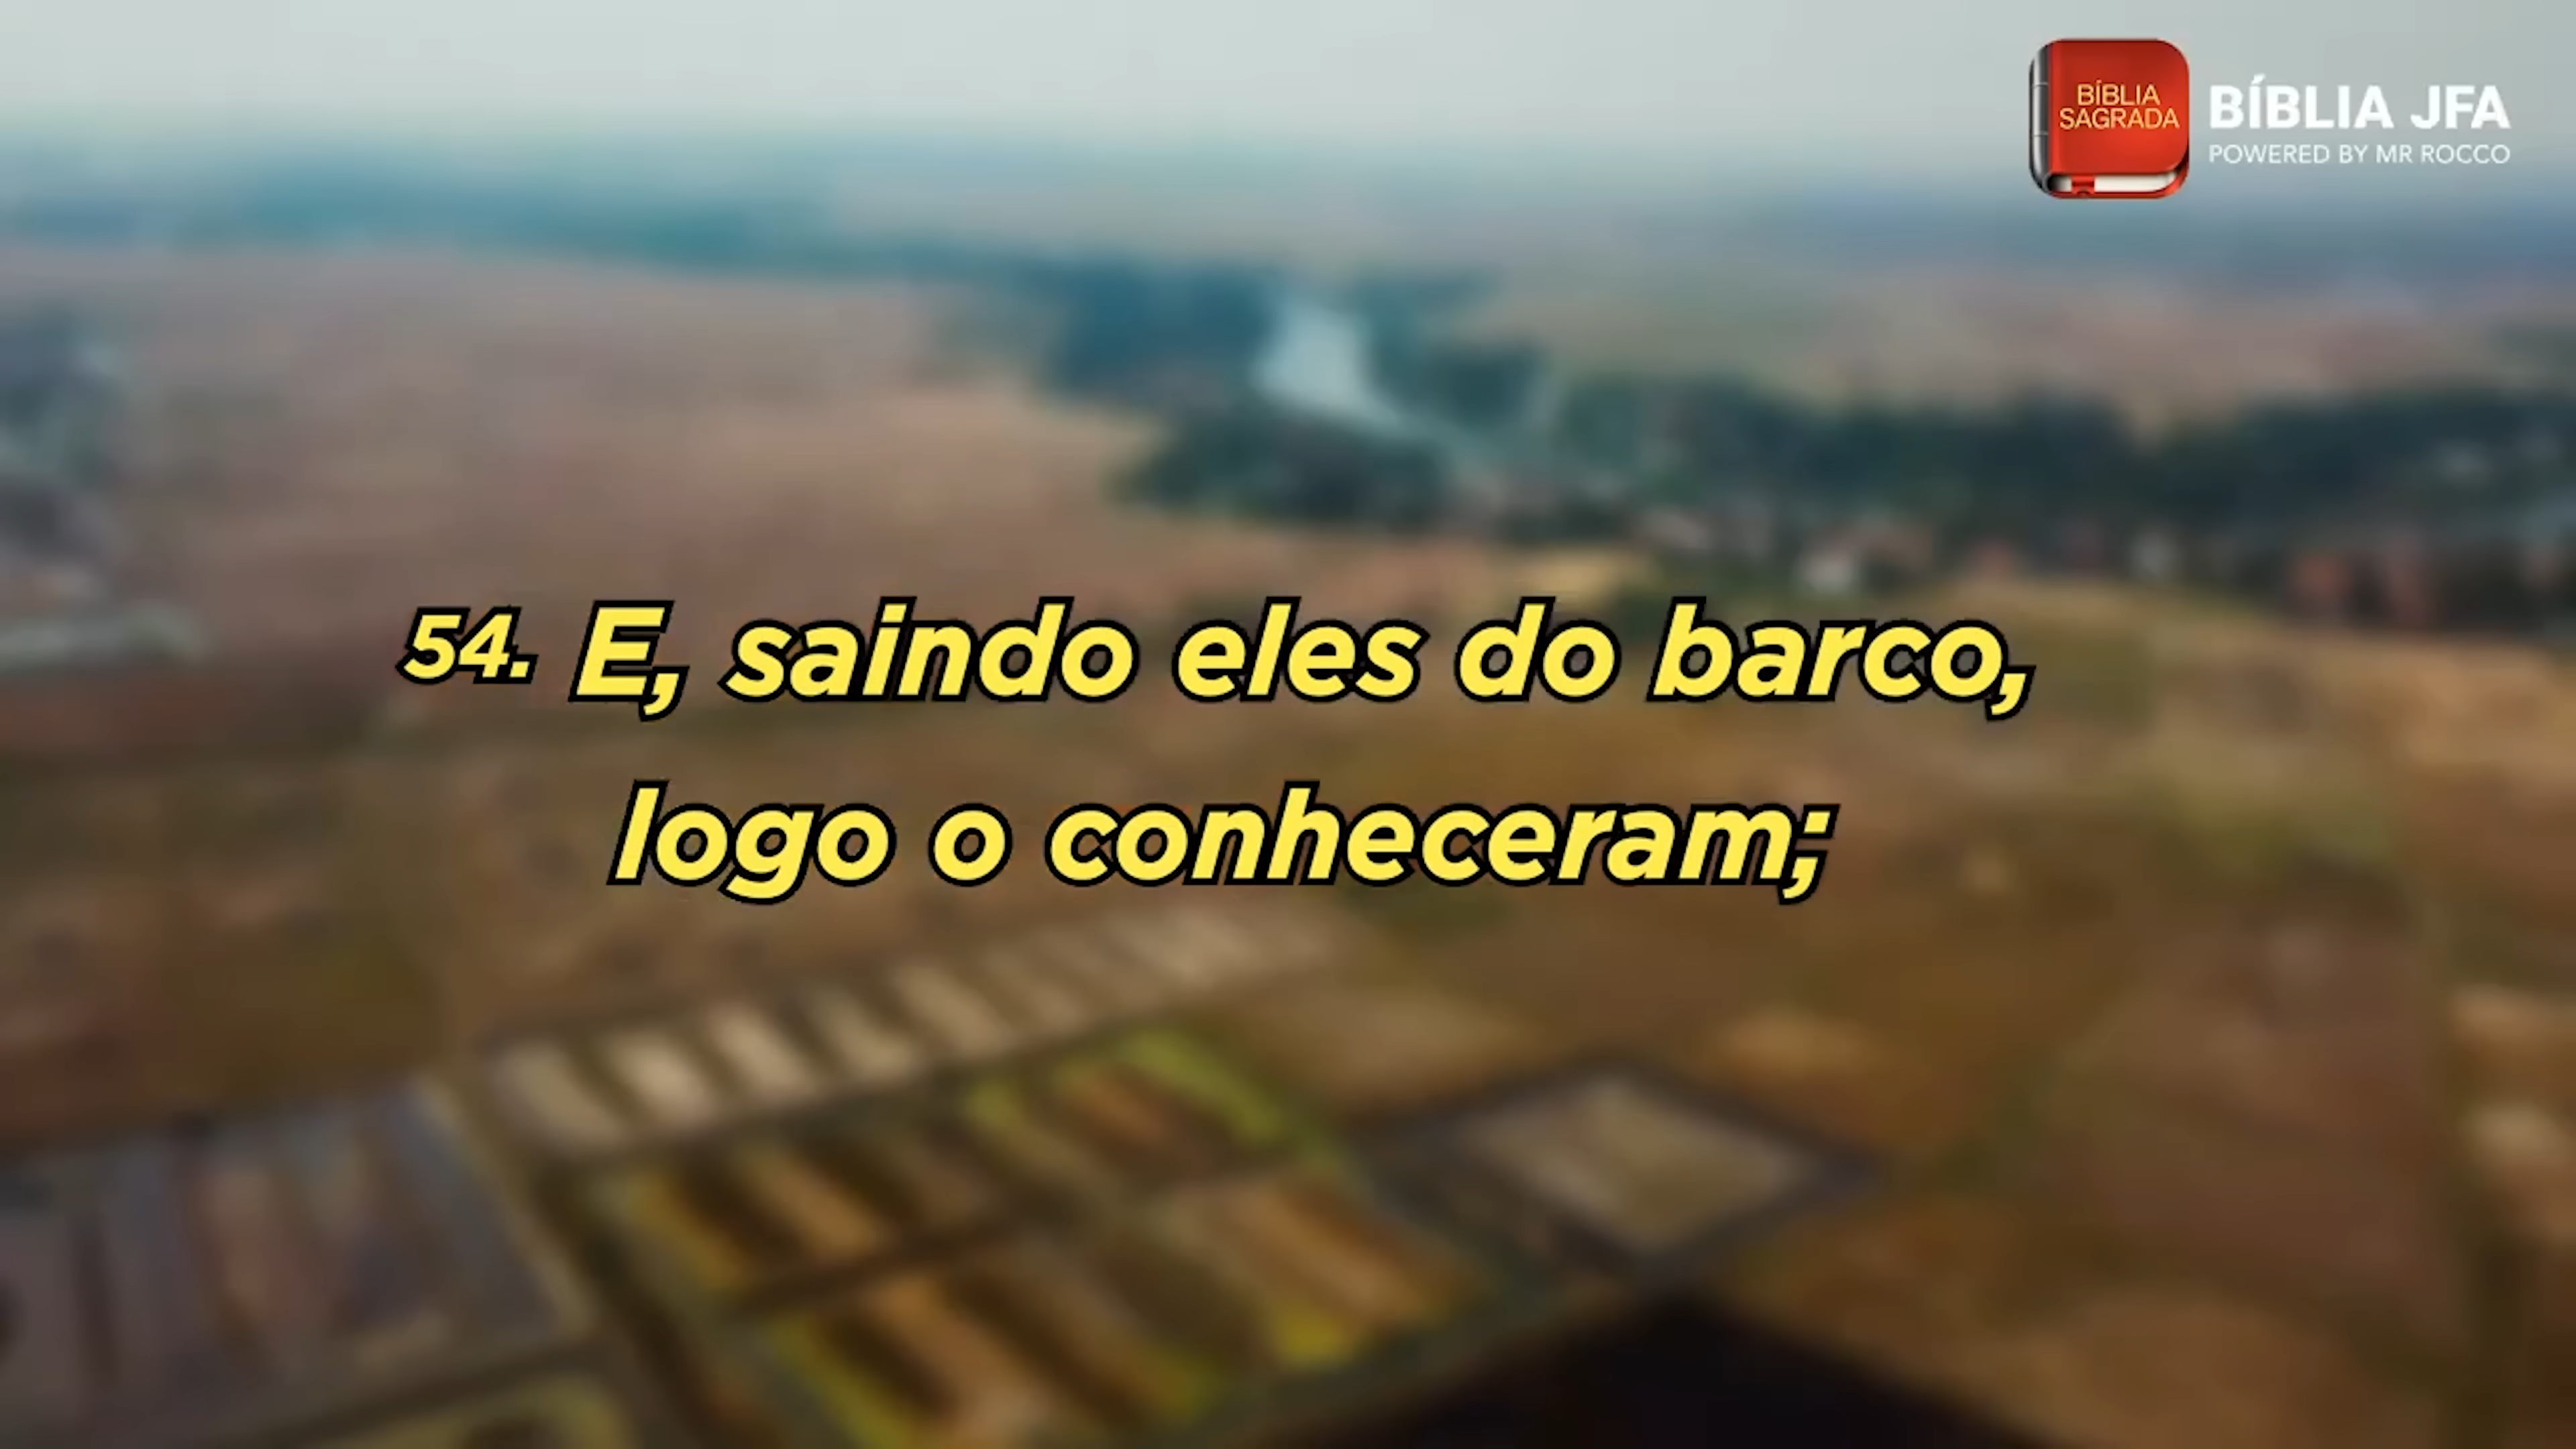 BÍBLIA
SAGRADA
BÍBLIA JFA
POWERED BY MR ROCCO
54. E, saindo eles do barco,
logo o conheceram;